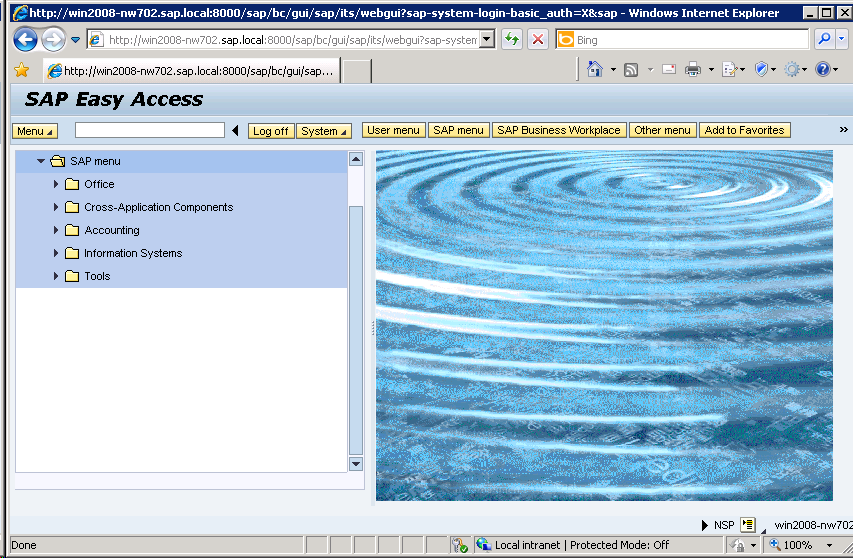 http://win2008-nw702.sap.local:8000/sap/bc/gui/sap/its/webgui?sap-system-login-basic_auth=X&sap - Windows Internet Explorer
http://win2008-nw702.sap.local:8000/sap/bc/gui/sap/its/webgui?sap-system Bing
http://win2008-nw702.sap.local:8000/sap/bc/gui/sap...
SAP Easy Access
Menu Log off System User menu SAP menu SAP Business Workplace Other menu Add to Favorites »
SAP menu
Office
Cross-Application Components
Accounting
Information Systems
Tools
NSP win2008-nw702
Done Local intranet | Protected Mode: Off 100%